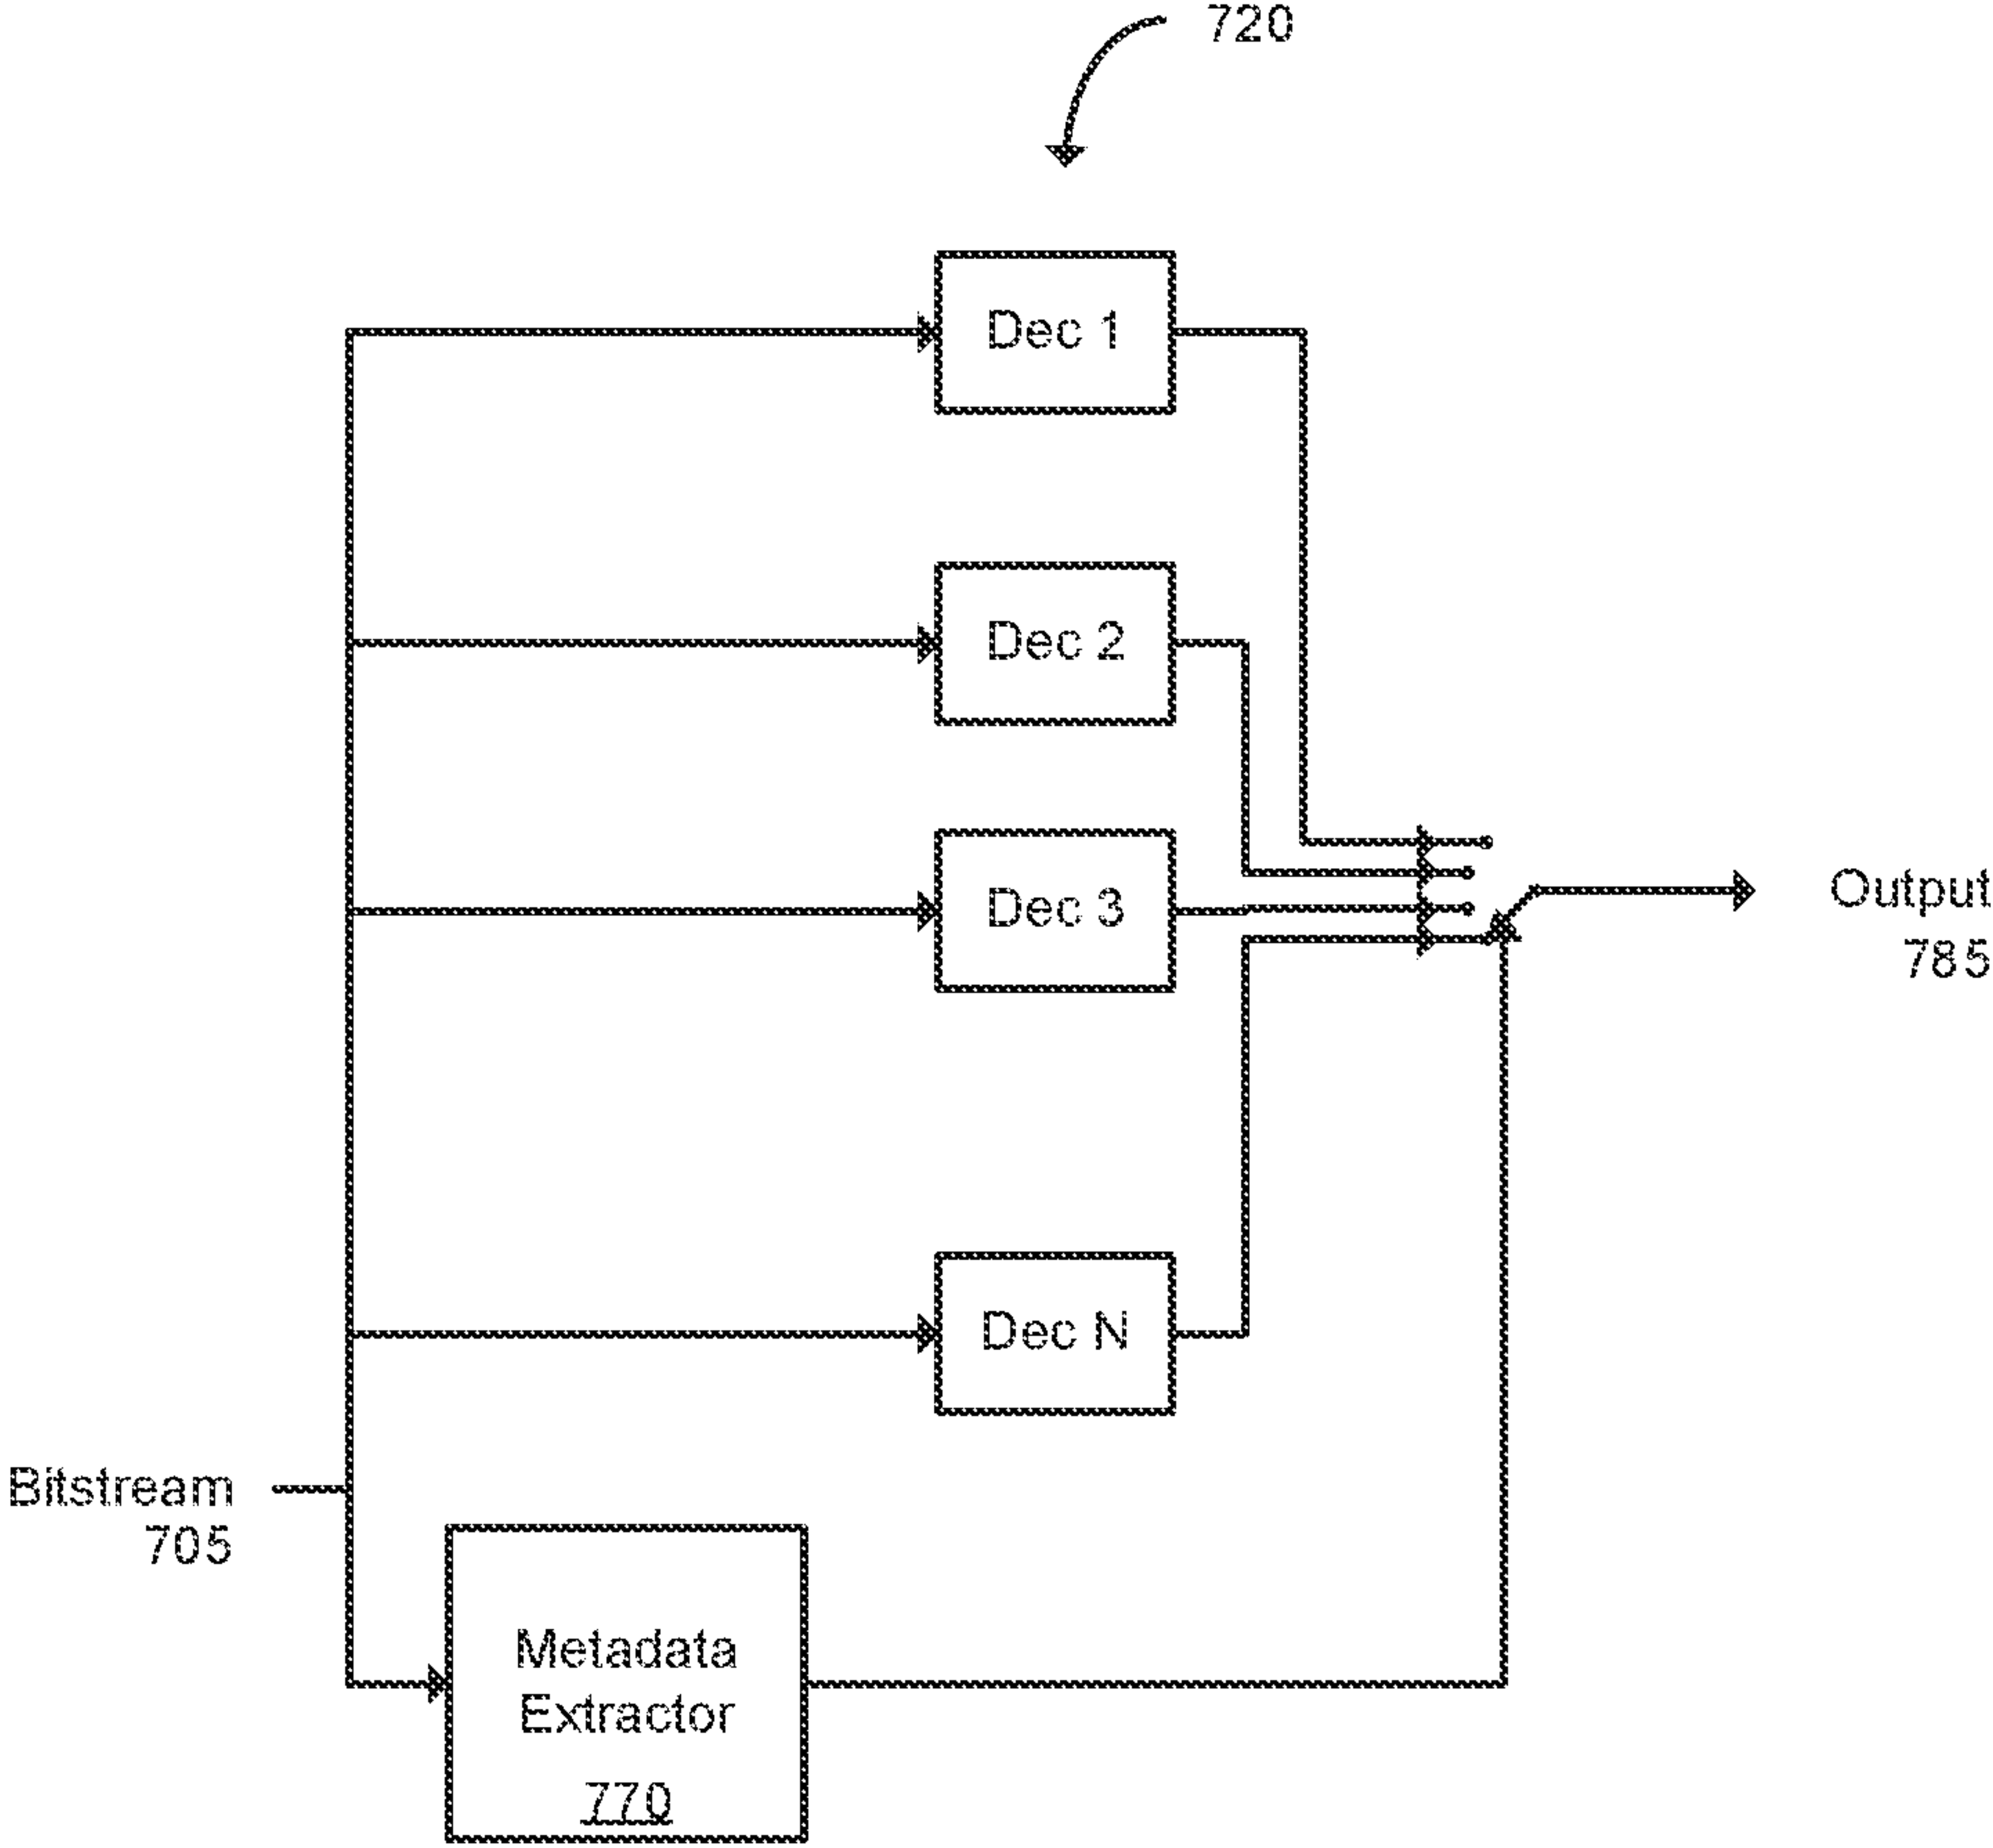 720
Dec 1
Dec 2
Dec 3
Output
785
Dec N
Bitstream
705
Metadata
Extractor
770